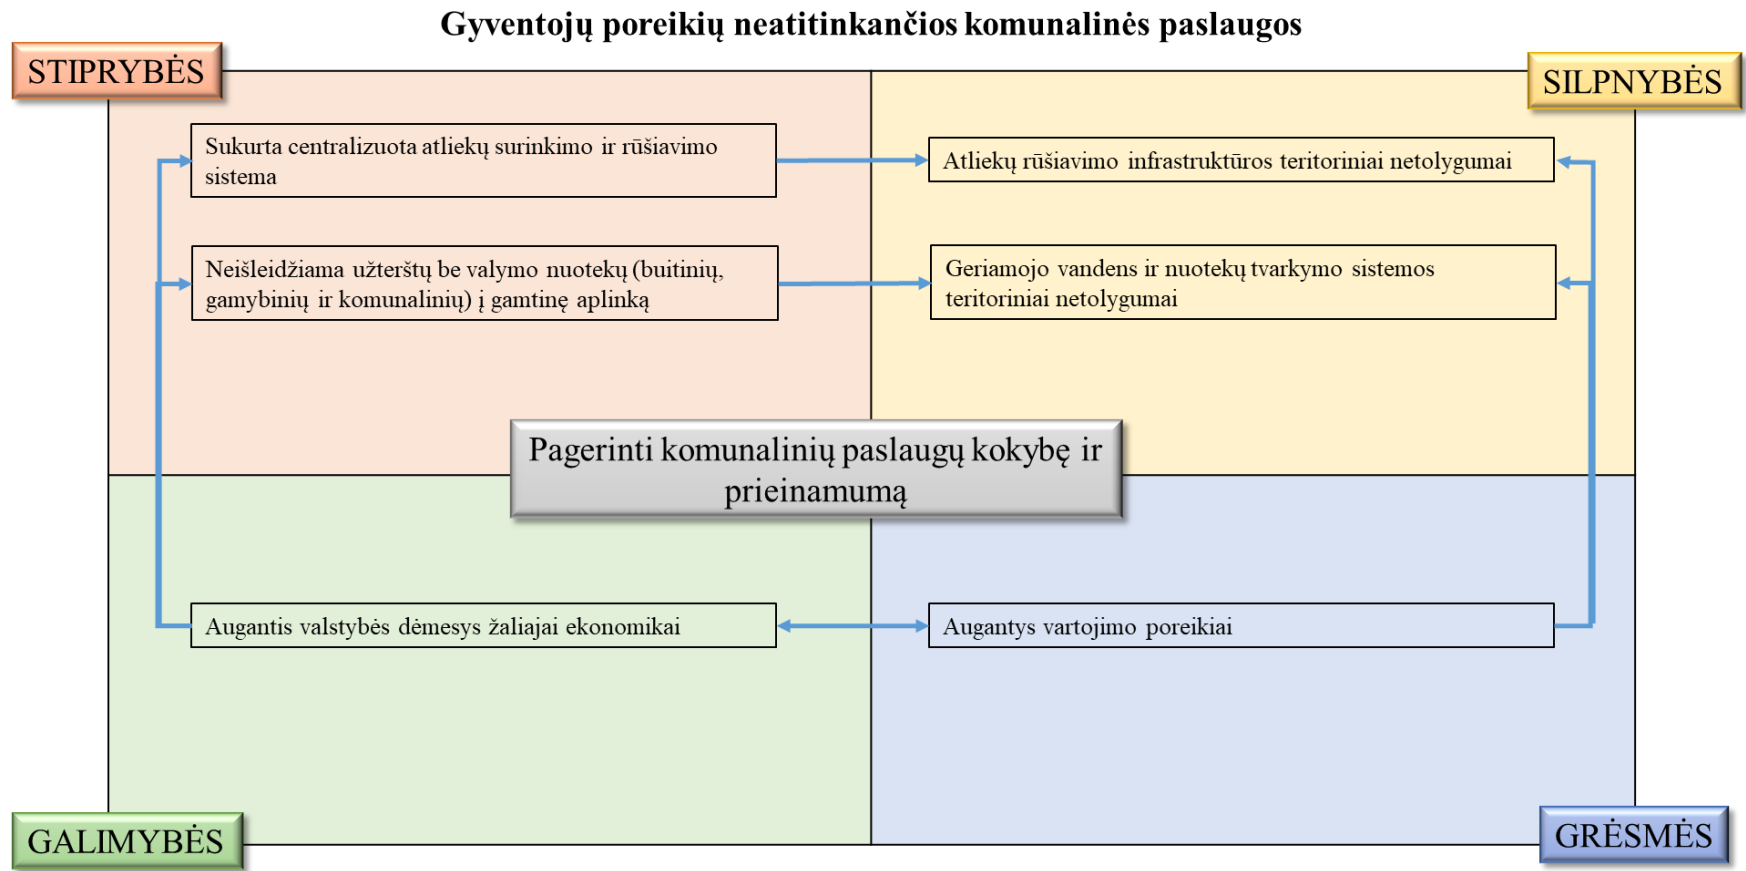 Gyventojų poreikių neatitinkančios komunalinės paslaugos
STIPRYBĖS
SILPNYBĖS
Sukurta centralizuota atliekų surinkimo ir rūšiavimo
sistema
Atliekų rūšiavimo infrastruktūros teritoriniai netolygumai
Neišleidžiama užterštų be valymo nuotekų (buitinių,
gamybinių ir komunalinių) į gamtinę aplinką
Geriamojo vandens ir nuotekų tvarkymo sistemos
teritoriniai netolygumai
Pagerinti komunalinių paslaugų kokybę ir
prieinamumą
Augantis valstybės dėmesys žaliajai ekonomikai
Augantys vartojimo poreikiai
GALIMYBĖS
GRĖSMĖS